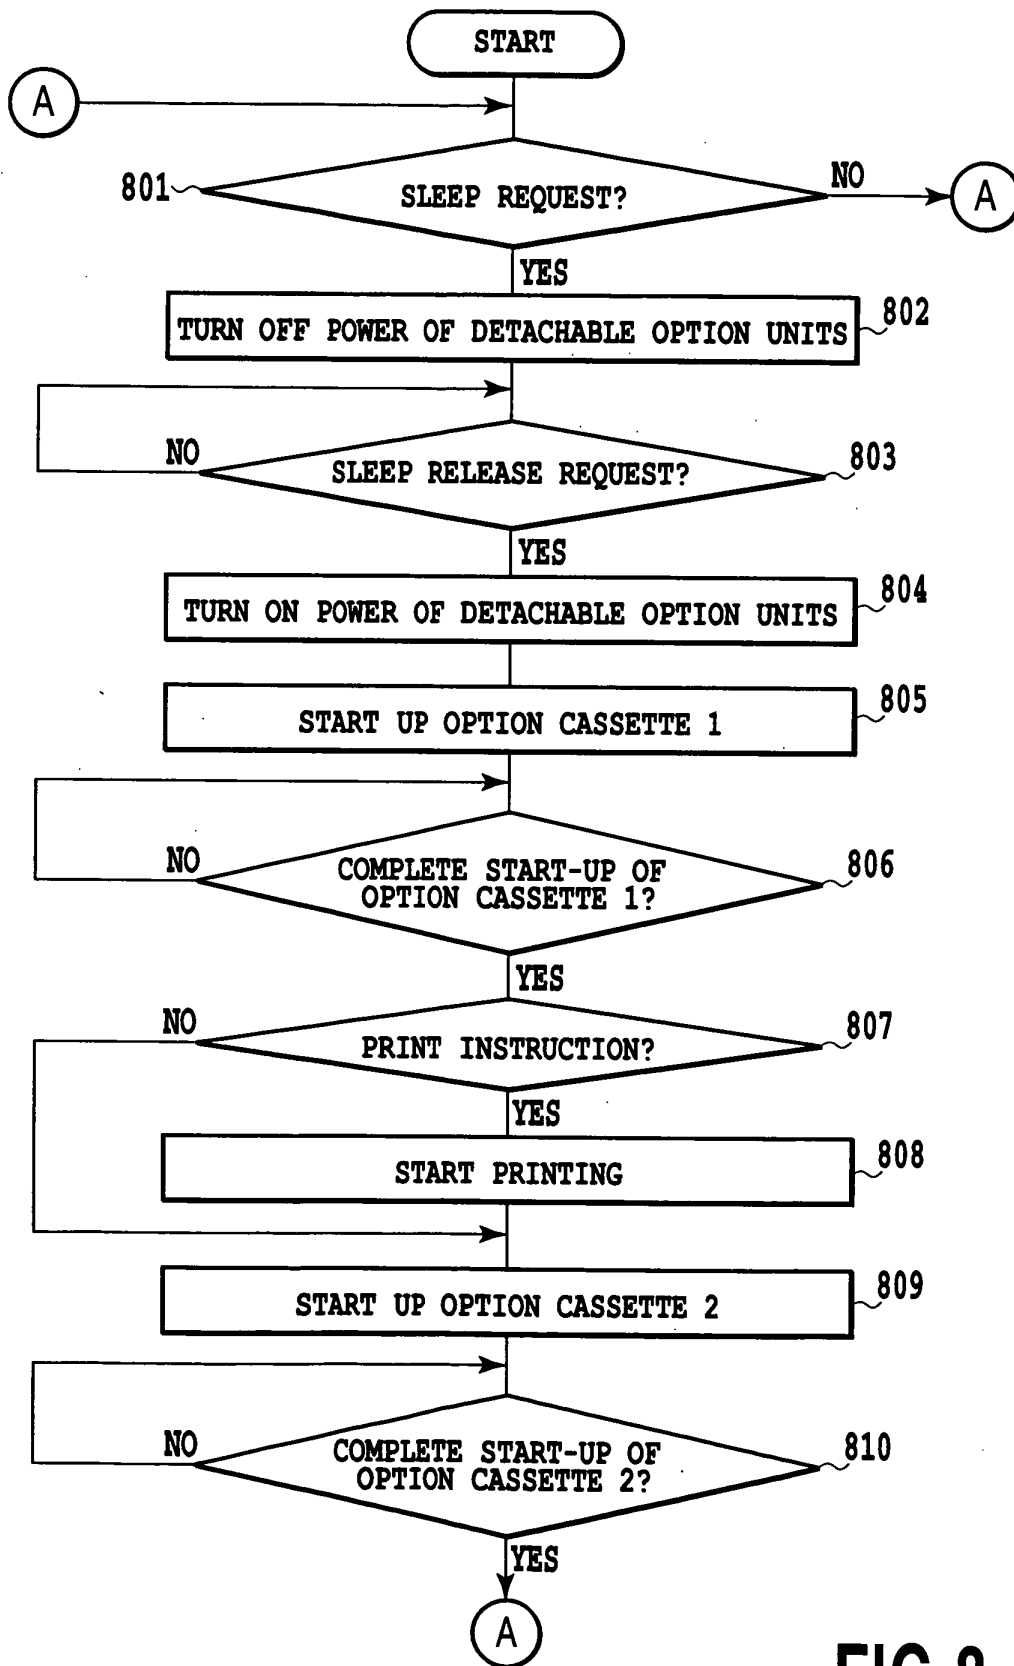 START
A
801
SLEEP REQUEST?
NO
A
YES
TURN OFF POWER OF DETACHABLE OPTION UNITS
802
NO
SLEEP RELEASE REQUEST?
803
YES
TURN ON POWER OF DETACHABLE OPTION UNITS
804
START UP OPTION CASSETTE 1
805
NO
COMPLETE START-UP OF
OPTION CASSETTE 1?
806
YES
NO
PRINT INSTRUCTION?
807
YES
START PRINTING
808
START UP OPTION CASSETTE 2
809
NO
COMPLETE START-UP OF
OPTION CASSETTE 2?
810
YES
A